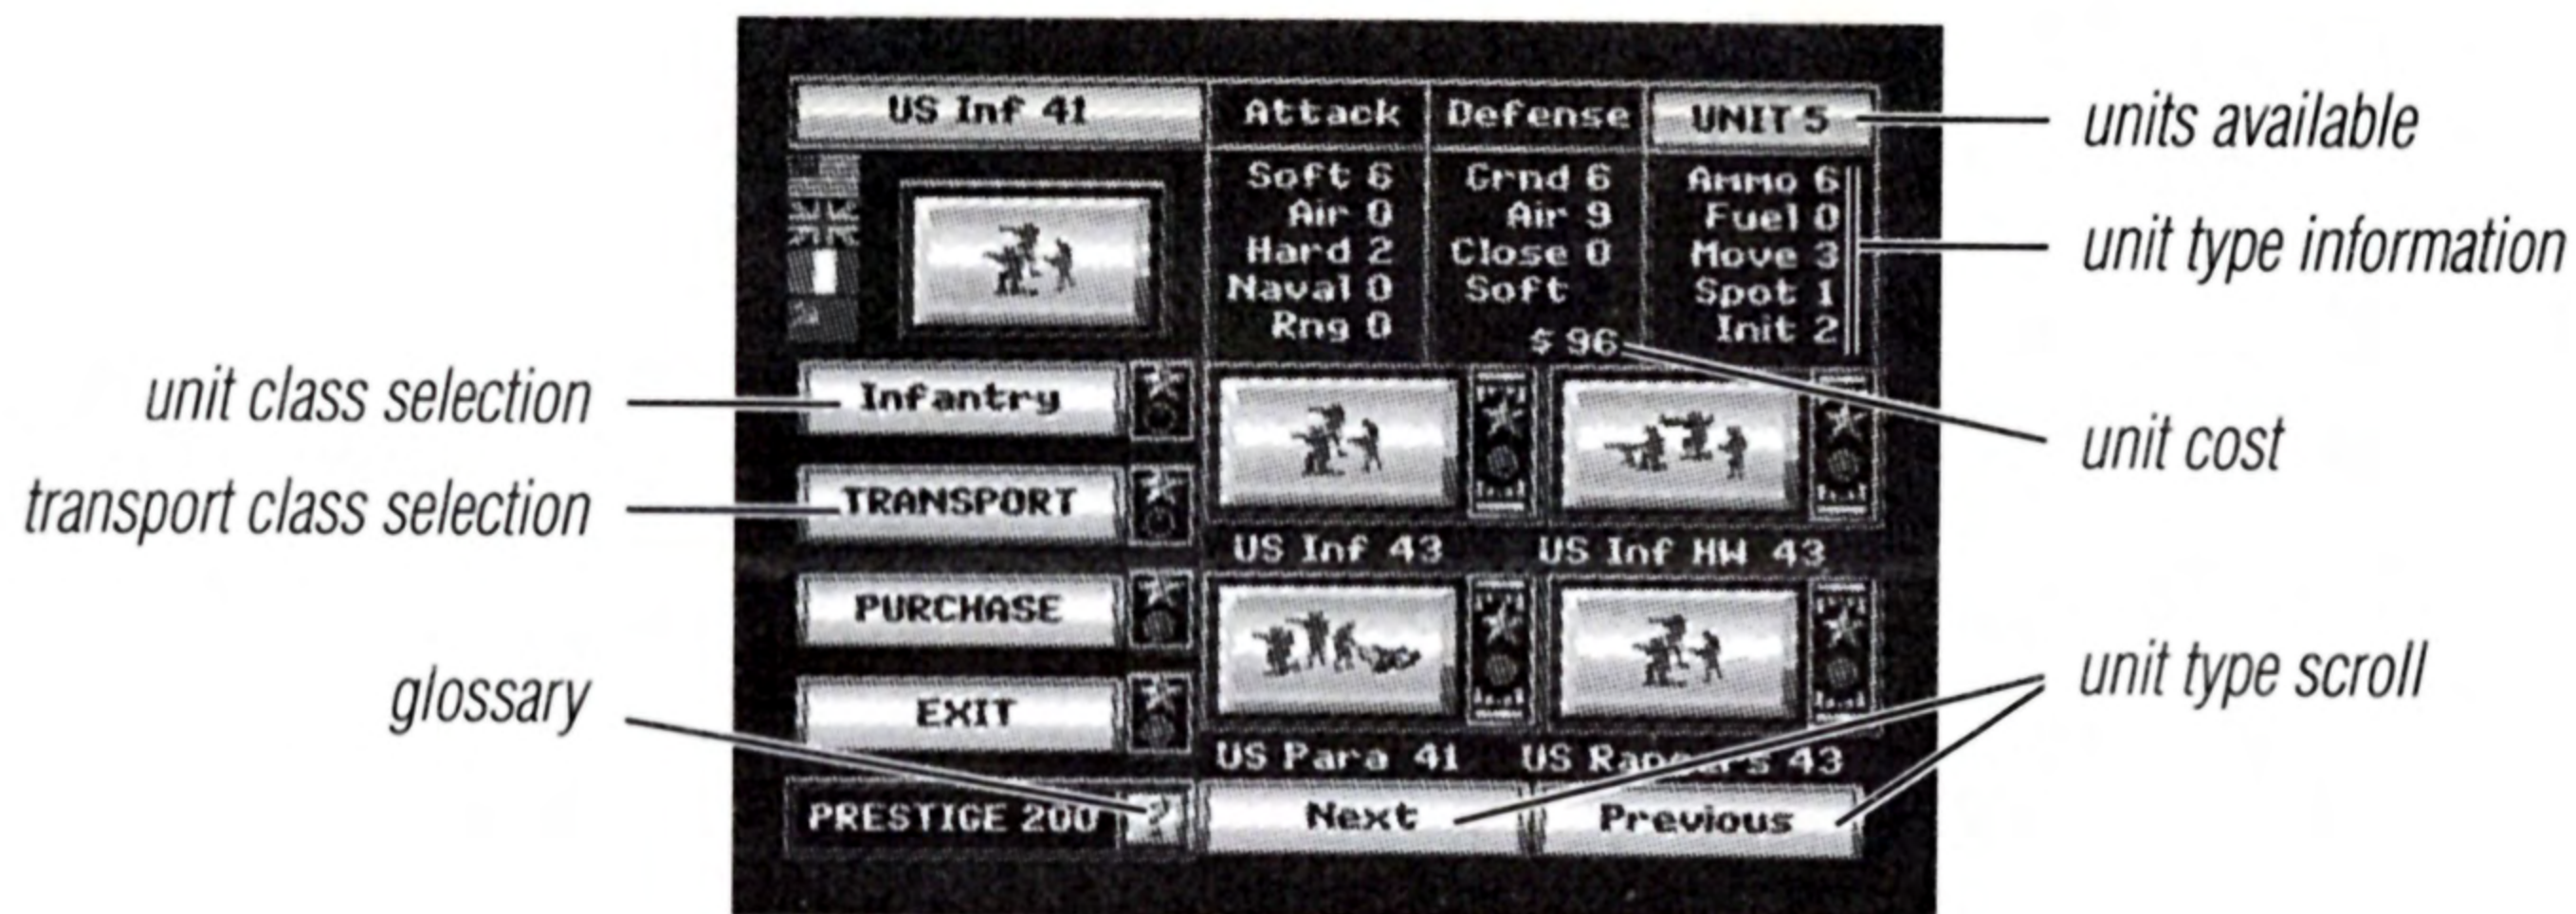 US Inf 41 Attack Defense UNIT 5
units available
Soft 6 Grnd 6 Ammo 6
Air 0 Air 9 Fuel 0
unit type information
Hard 2 Close 0 Move 3
Naval 0 Soft Spot 1
Rng 0 $ 96 Init 2
unit class selection
Infantry
unit cost
transport class selection
TRANSPORT
US Inf 43 US Inf HW 43
PURCHASE
glossary
unit type scroll
EXIT
US Para 41 US Rangers 43
PRESTIGE 200 ? Next Previous